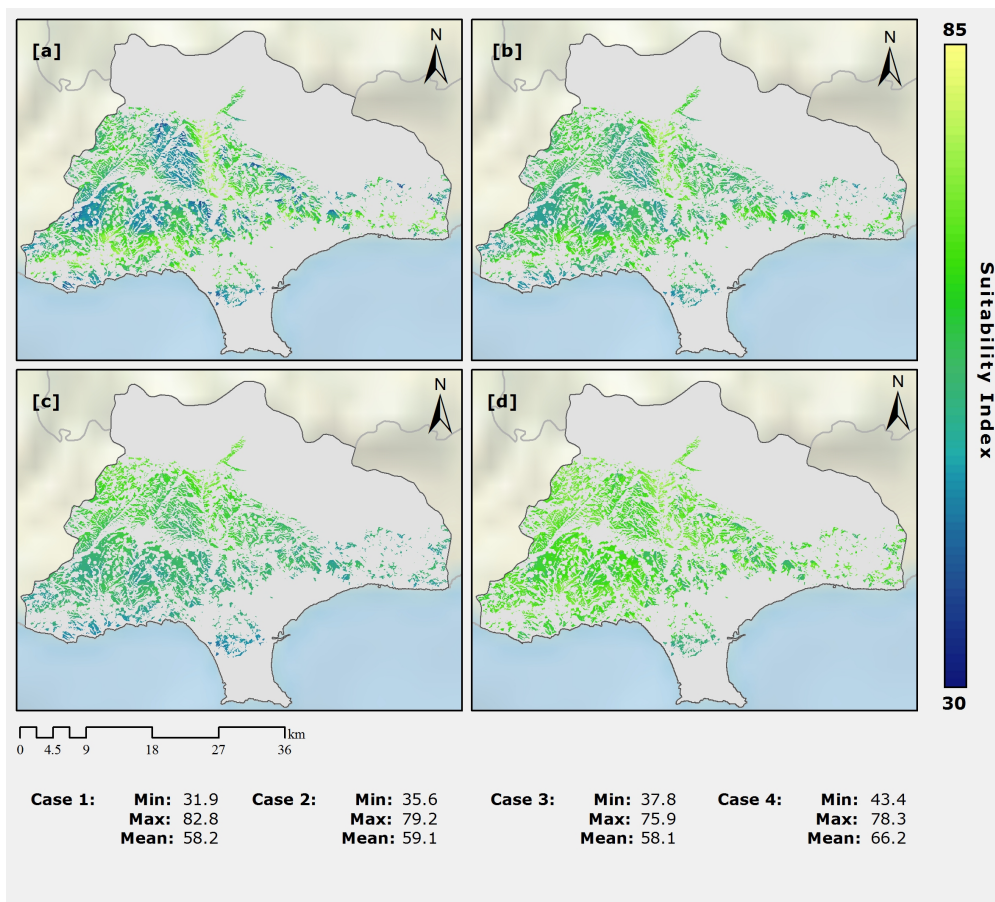 [a]
N
[b]
N
85
[c]
N
[d]
N
Suitability Index
30
km
0 4.5 9 18 27 36
Case 1: Min: 31.9 Case 2: Min: 35.6 Case 3: Min: 37.8 Case 4: Min: 43.4
Max: 82.8 Max: 79.2 Max: 75.9 Max: 78.3
Mean: 58.2 Mean: 59.1 Mean: 58.1 Mean: 66.2